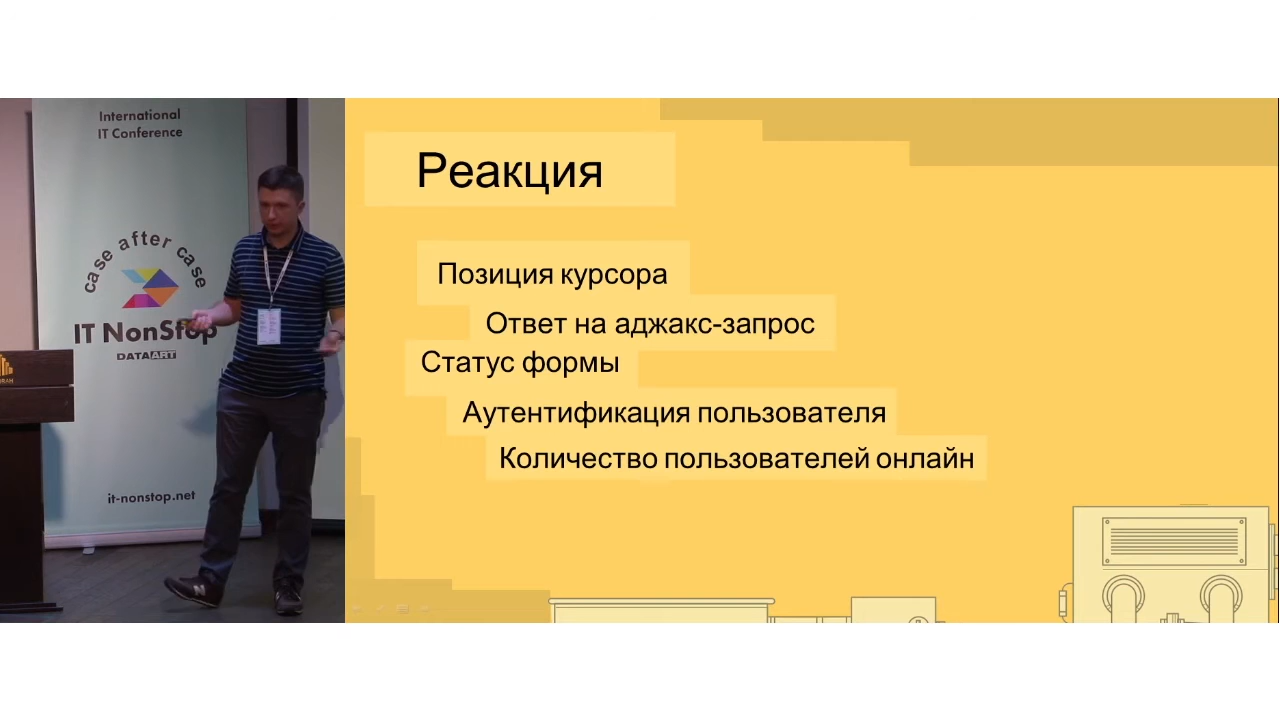 International
IT Conference
case after case
IT NonStop
DATAART
it-nonstop.net
Реакция
Позиция курсора
Ответ на аджакс-запрос
Статус формы
Аутентификация пользователя
Количество пользователей онлайн